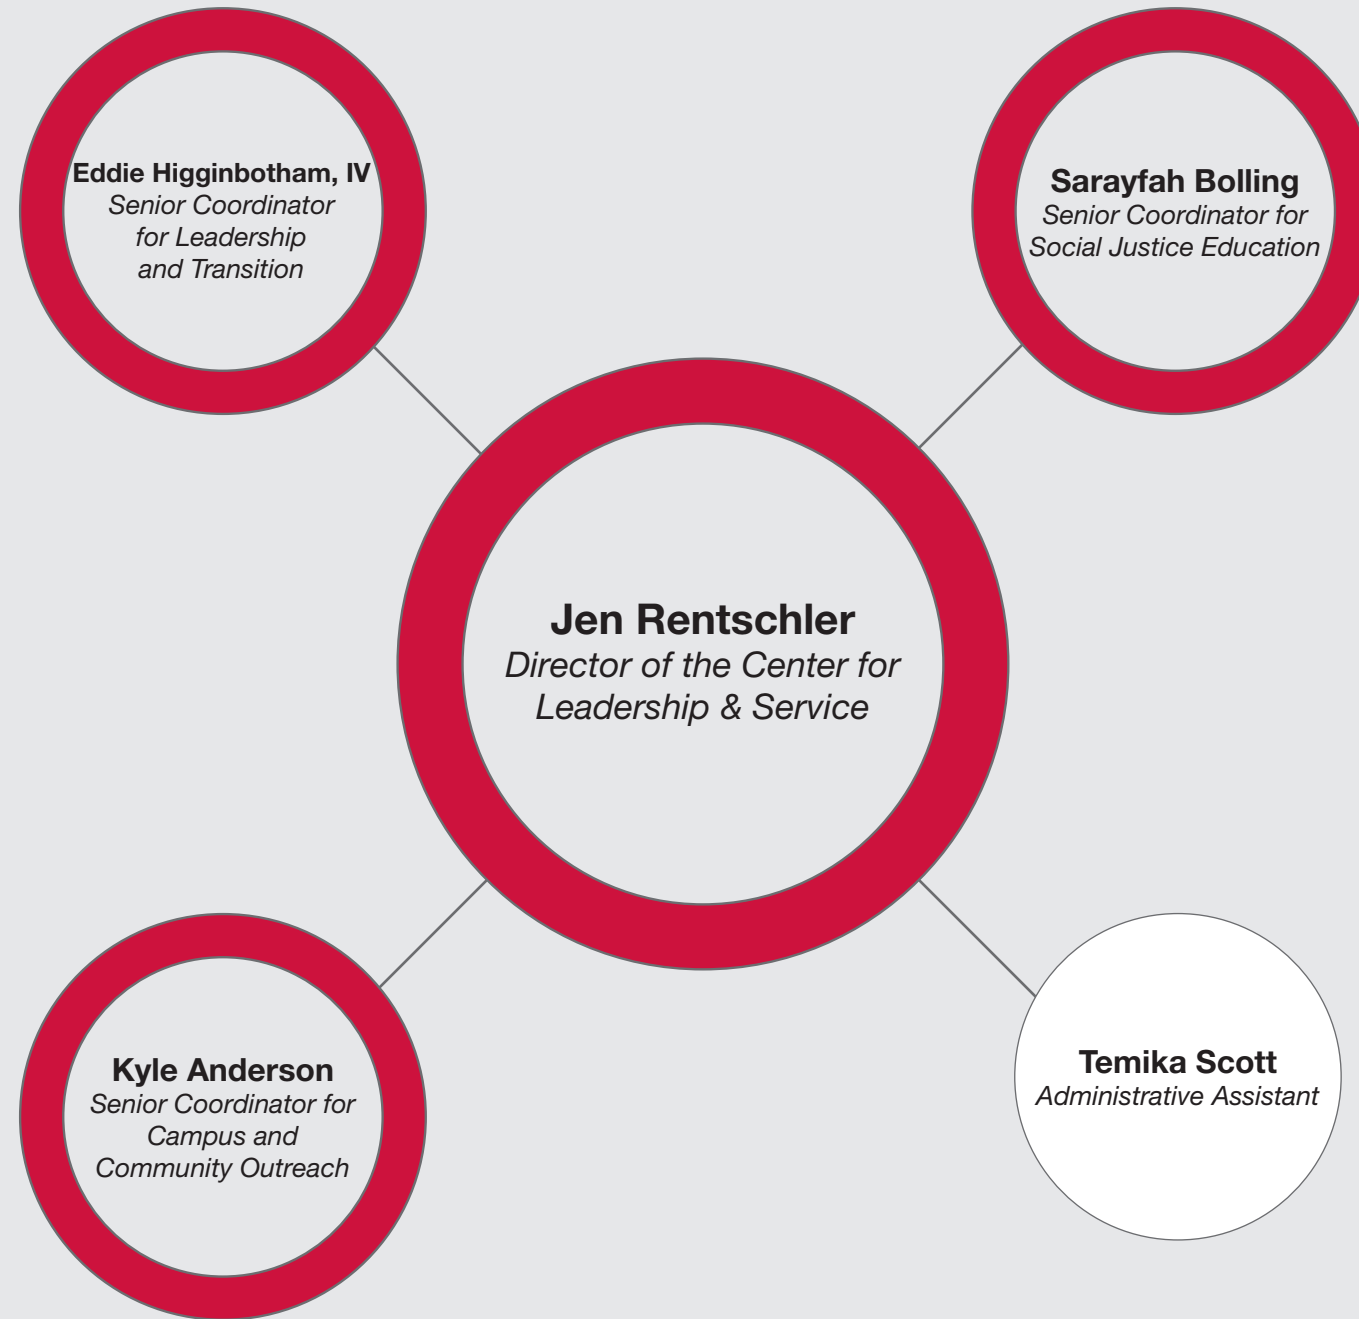 Eddie Higginbotham, IV
Senior Coordinator
for Leadership
and Transition
Sarayfah Bolling
Senior Coordinator for
Social Justice Education
Jen Rentschler
Director of the Center for
Leadership & Service
Kyle Anderson
Senior Coordinator for
Campus and
Community Outreach
Temika Scott
Administrative Assistant